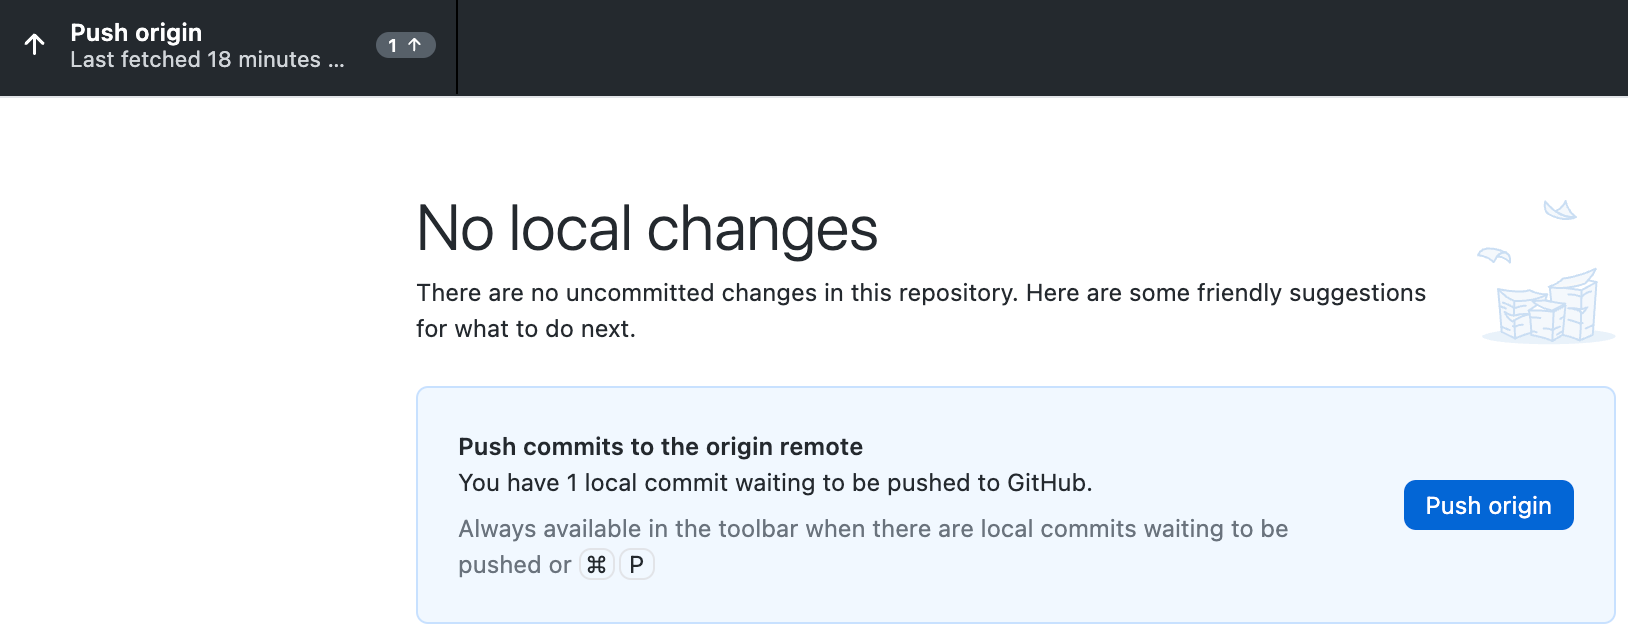 Push origin
Last fetched 18 minutes ...
1
No local changes
There are no uncommitted changes in this repository. Here are some friendly suggestions
for what to do next.
Push commits to the origin remote
You have 1 local commit waiting to be pushed to GitHub.
Always available in the toolbar when there are local commits waiting to be
pushed or ⌘ P
Push origin